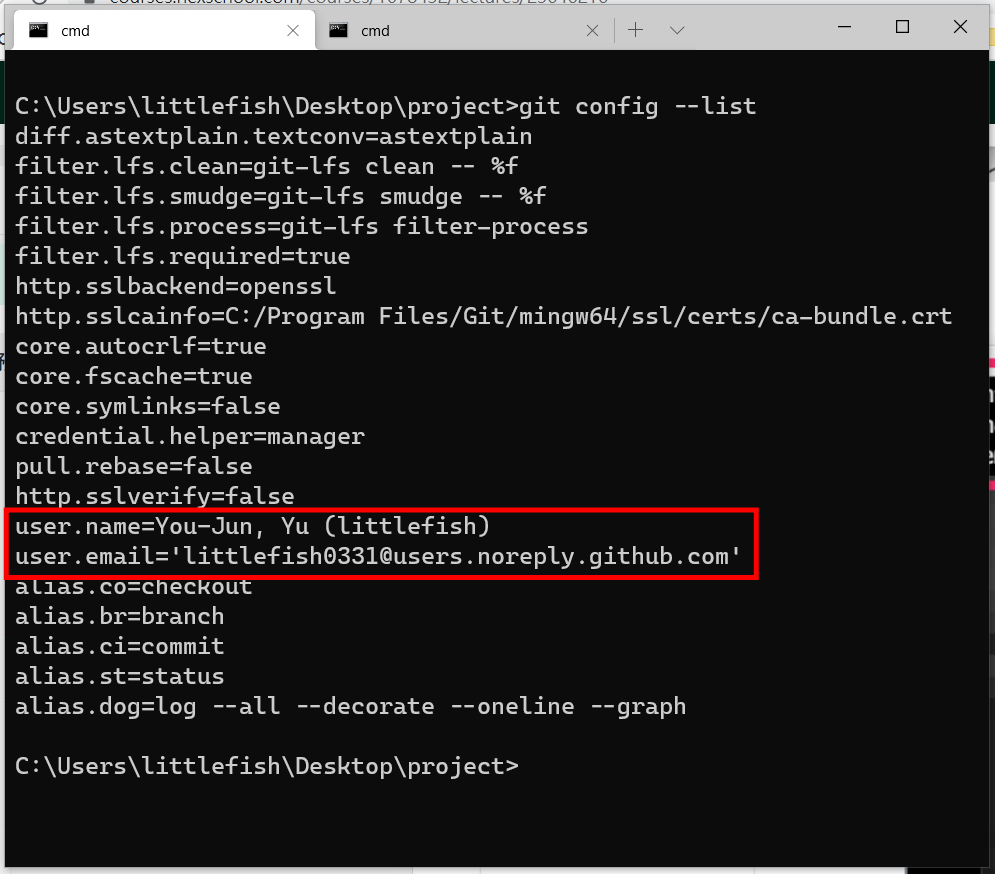 cmd
cmd
C:\Users\littlefish\Desktop\project>git config --list
diff.astextplain.textconv=astextplain
filter.lfs.clean=git-lfs clean -- %f
filter.lfs.smudge=git-lfs smudge -- %f
filter.lfs.process=git-lfs filter-process
filter.lfs.required=true
http.sslbackend=openssl
http.sslcainfo=C:/Program Files/Git/mingw64/ssl/certs/ca-bundle.crt
core.autocrlf=true
core.fscache=true
core.symlinks=false
credential.helper=manager
pull.rebase=false
http.sslverify=false
user.name=You-Jun, Yu (littlefish)
user.email='littlefish0331@users.noreply.github.com'
alias.co=checkout
alias.br=branch
alias.ci=commit
alias.st=status
alias.dog=log --all --decorate --oneline --graph
C:\Users\littlefish\Desktop\project>